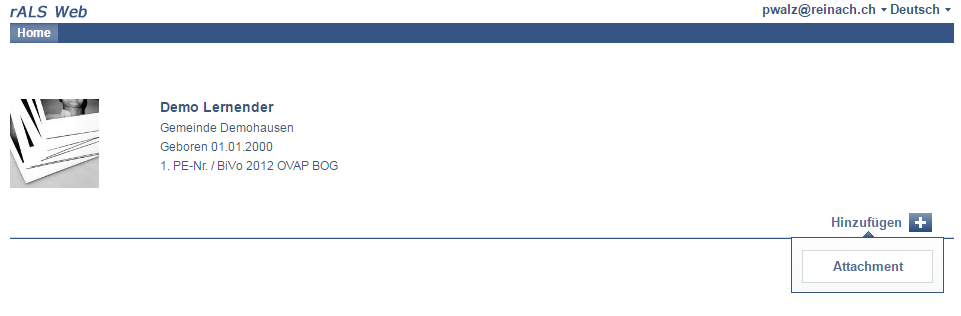 rALS Web
pwalz@reinach.ch Deutsch
Home
Demo Lernender
Gemeinde Demohausen
Geboren 01.01.2000
1. PE-Nr. / BiVo 2012 OVAP BOG
Hinzufügen
Attachment